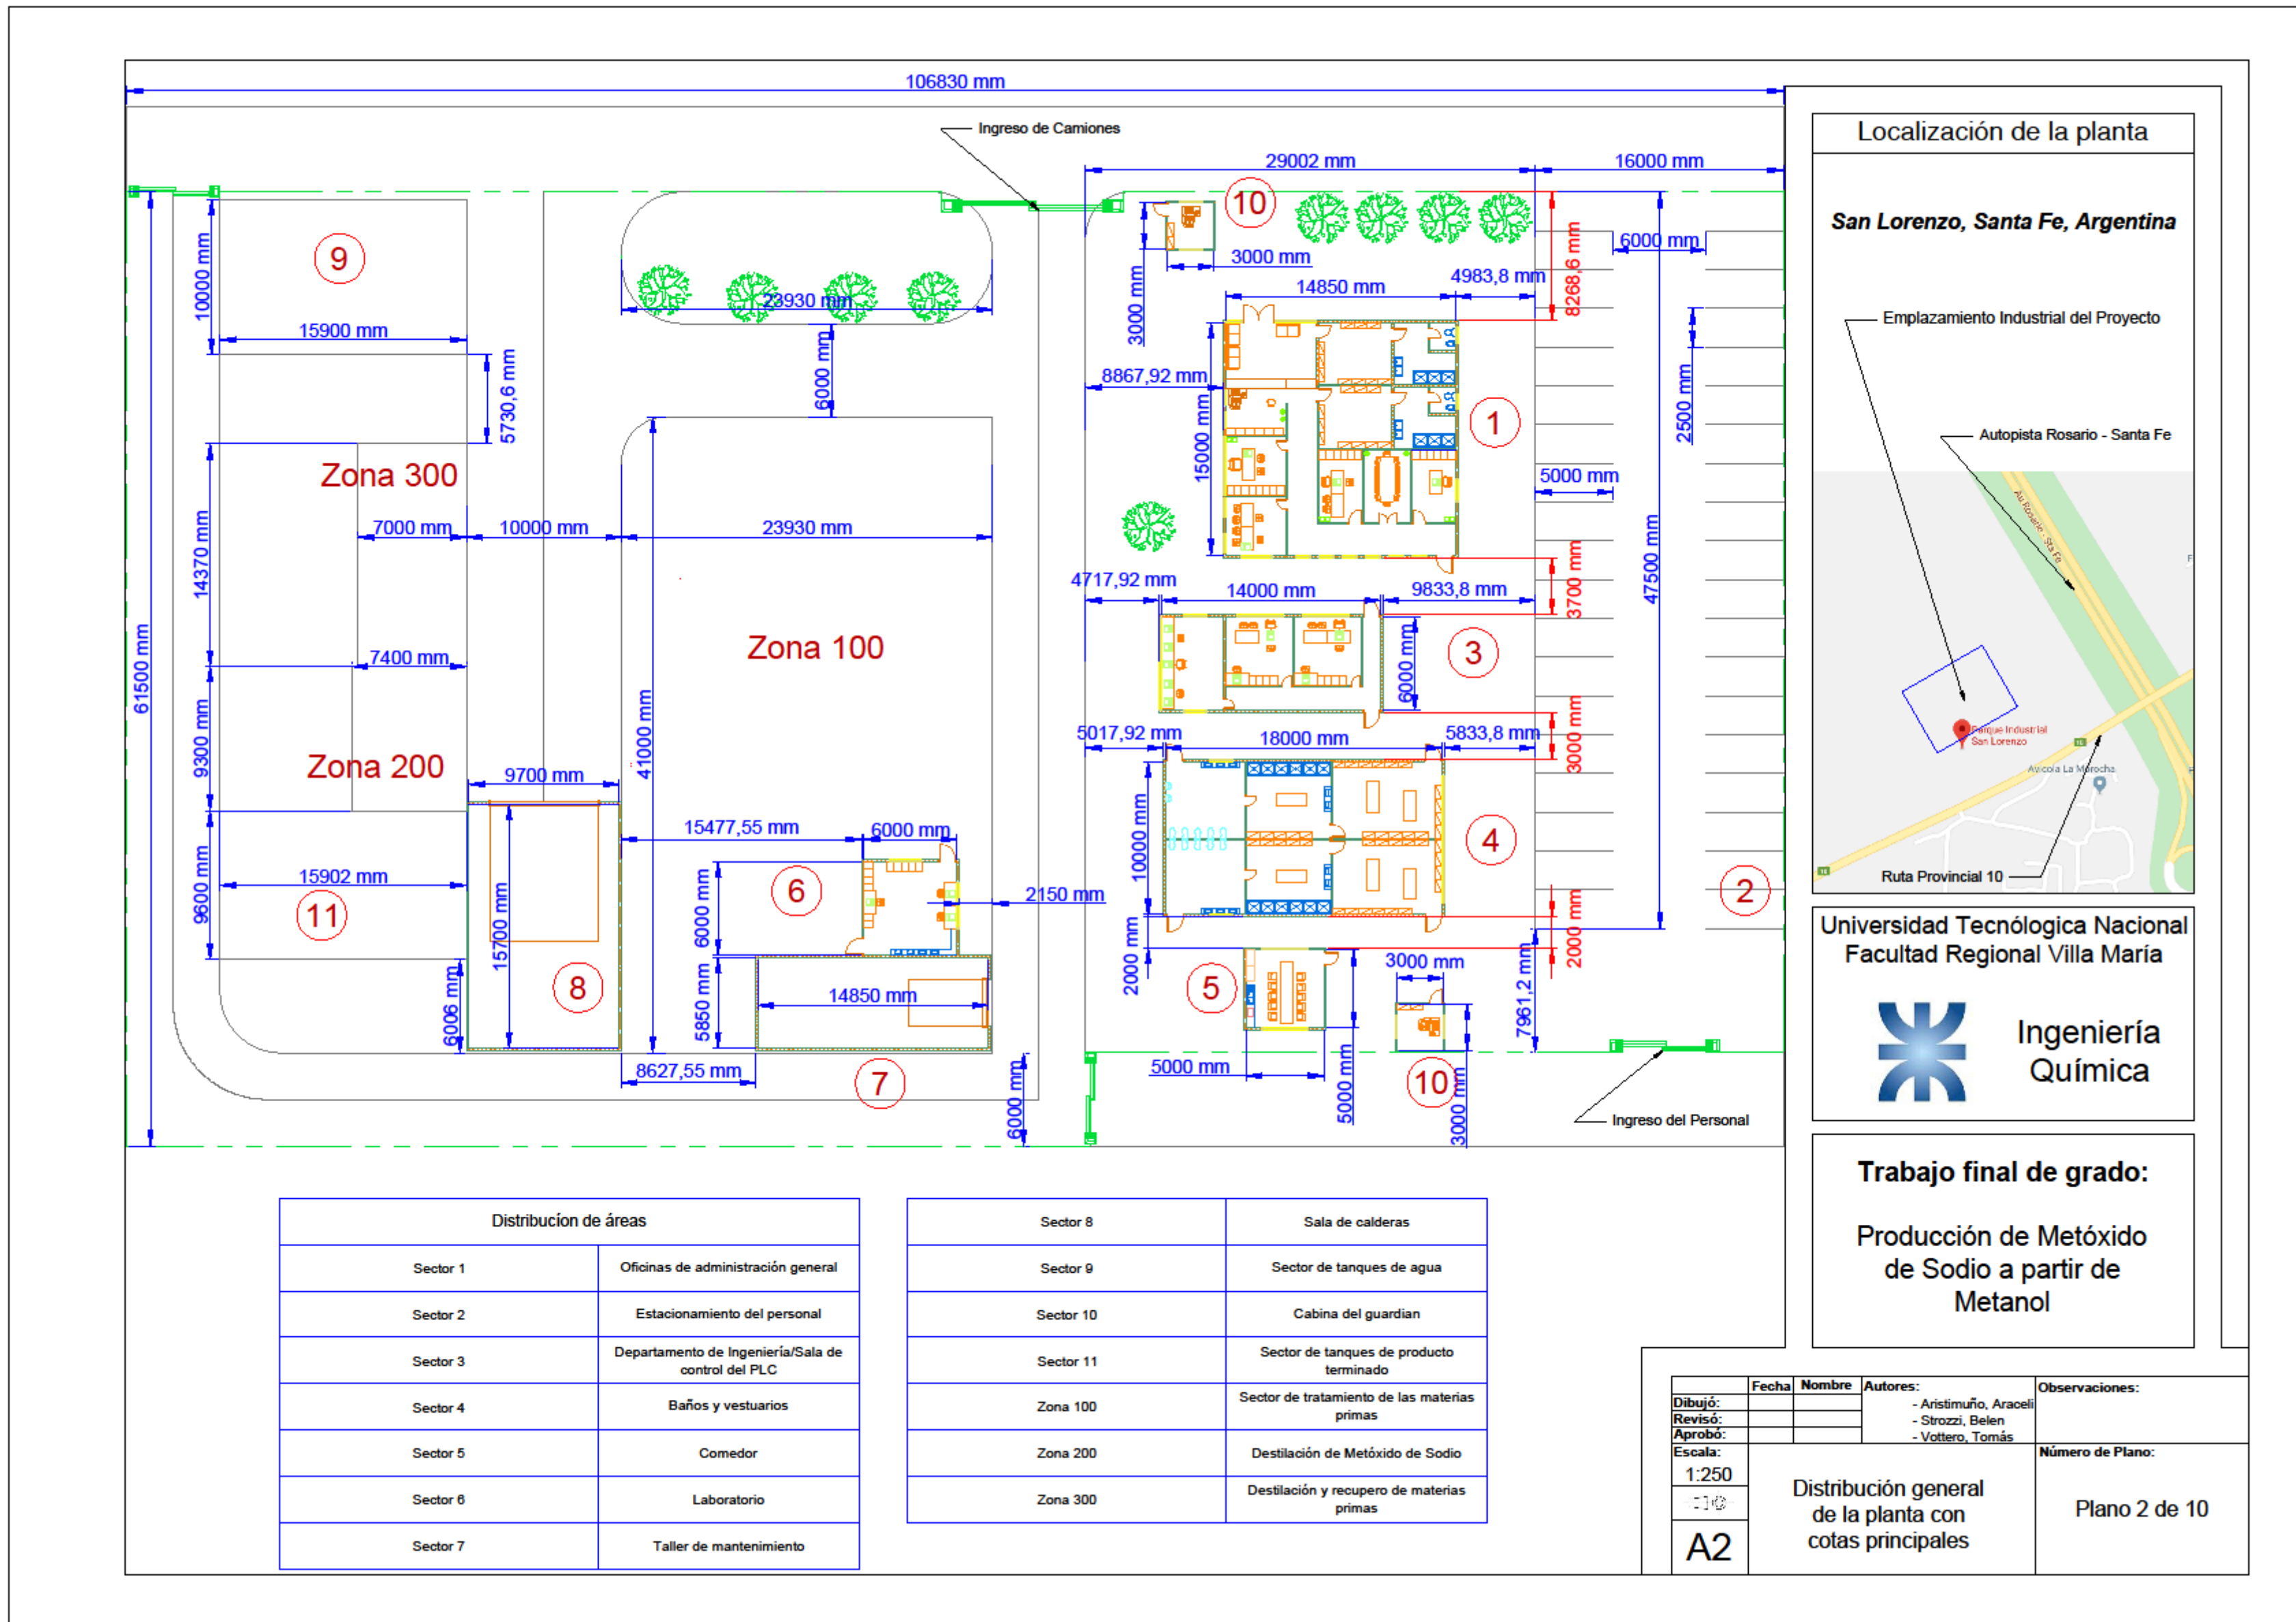 106830 mm
Ingreso de Camiones
29002 mm
16000 mm
10
9
10000 mm
15900 mm
5730,6 mm
23930 mm
6000 mm
3000 mm
3000 mm
8268,6 mm
6000 mm
4983,8 mm
14850 mm
8867,92 mm
15000 mm
1
2500 mm
5000 mm
47500 mm
Zona 300
14370 mm
7000 mm
10000 mm
23930 mm
61500 mm
7400 mm
Zona 100
41000 mm
4717,92 mm
14000 mm
9833,8 mm
3700 mm
6000 mm
3
9300 mm
Zona 200
9700 mm
5017,92 mm
18000 mm
5833,8 mm
3000 mm
10000 mm
4
15477,55 mm
6000 mm
15902 mm
9600 mm
11
15700 mm
6
6000 mm
2150 mm
2
2000 mm
2000 mm
3000 mm
7961,2 mm
5
8
14850 mm
5850 mm
6006 mm
8627,55 mm
7
6000 mm
5000 mm
5000 mm
10
3000 mm
Ingreso del Personal
Localización de la planta
San Lorenzo, Santa Fe, Argentina
Emplazamiento Industrial del Proyecto
Autopista Rosario - Santa Fe
Au Rosario - Sta Fe
Parque Industrial
San Lorenzo
10
Avicola La Morocha
10
Ruta Provincial 10
Universidad Tecnólogica Nacional
Facultad Regional Villa María
Ingeniería
Química
Trabajo final de grado:
Producción de Metóxido
de Sodio a partir de
Metanol
Distribucíon de áreas
Sector 1 Oficinas de administración general
Sector 2 Estacionamiento del personal
Sector 3 Departamento de Ingeniería/Sala de
control del PLC
Sector 4 Baños y vestuarios
Sector 5 Comedor
Sector 6 Laboratorio
Sector 7 Taller de mantenimiento
Sector 8 Sala de calderas
Sector 9 Sector de tanques de agua
Sector 10 Cabina del guardian
Sector 11 Sector de tanques de producto
terminado
Zona 100 Sector de tratamiento de las materias
primas
Zona 200 Destilación de Metóxido de Sodio
Zona 300 Destilación y recupero de materias
primas
Fecha Nombre Autores: Observaciones:
Dibujó: - Aristimuño, Araceli
Revisó: - Strozzi, Belen
Aprobó: - Vottero, Tomás
Escala: Número de Plano:
1:250
Distribución general
de la planta con
cotas principales
Plano 2 de 10
A2